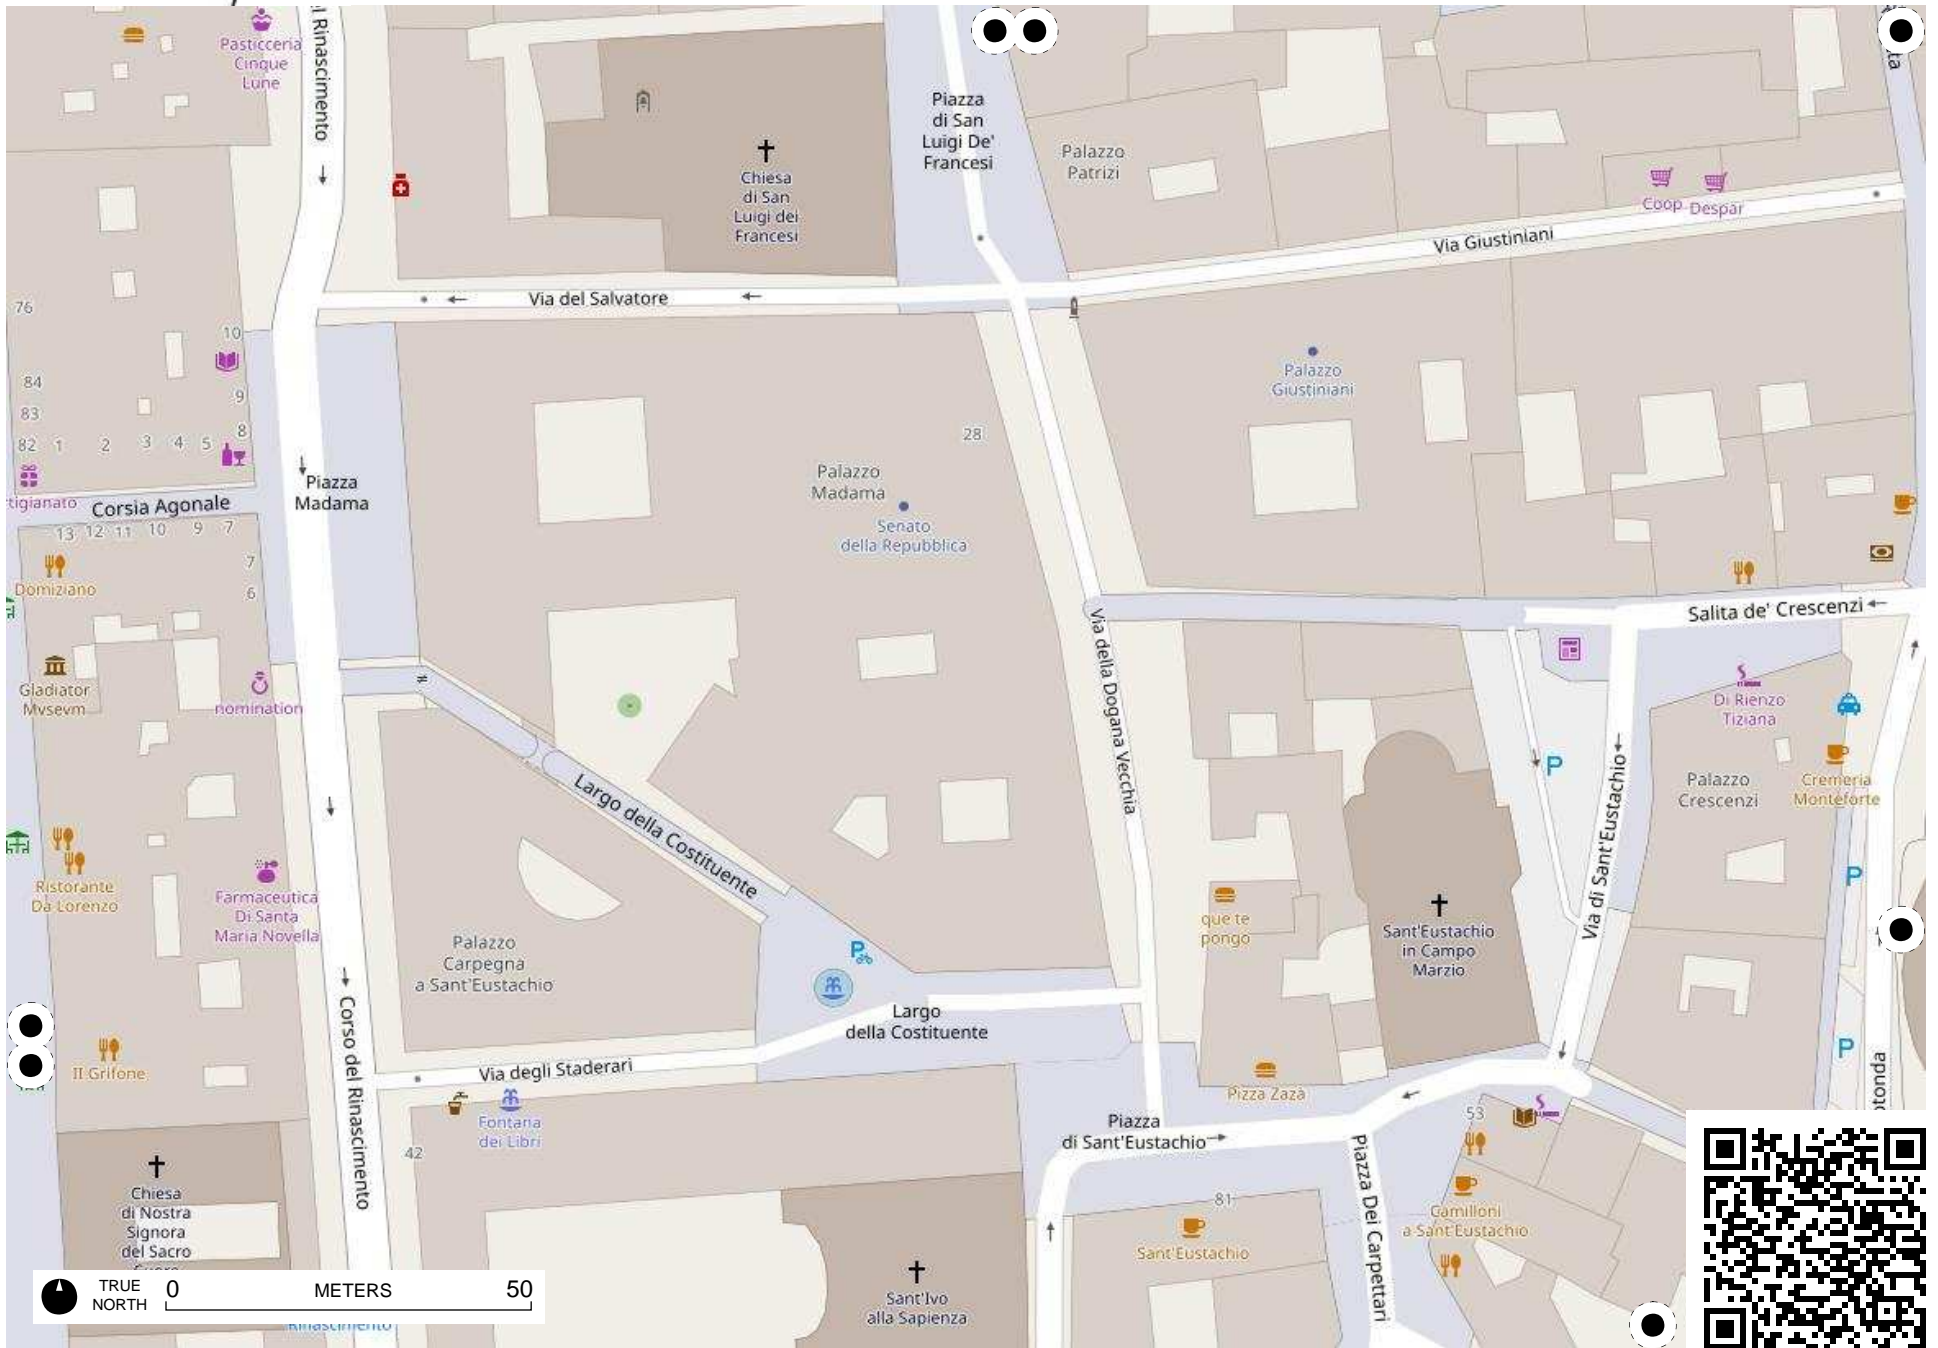 l Rinascimento
Pasticceria
Cinque
Lune
Chiesa
di San
Luigi dei
Francesi
Piazza
di San
Luigi De'
Francesi
Palazzo
Patrizi
Coop
Despar
Via Giustiniani
Via del Salvatore
76
84
83
82
1
2
3
4
5
10
9
8
tigianato
Corsia Agonale
13
12
11
10
9
7
7
6
Piazza
Madama
28
Palazzo
Madama
Senato
della Repubblica
Palazzo
Giustiniani
Domiziano
Gladiator
Mvsevm
nomination
Salita de' Crescenzi
Via della Dogana Vecchia
Di Rienzo
Tiziana
P
Palazzo
Crescenzi
Cremeria
Monteforte
Largo della Costituente
Via di Sant'Eustachio
Ristorante
Da Lorenzo
Farmaceutica
Di Santa
Maria Novella
P
que te
pongo
Sant'Eustachio
in Campo
Marzio
Palazzo
Carpegna
a Sant'Eustachio
P
Largo
della Costituente
Corso del Rinascimento
Il Grifone
Via degli Staderari
Fontana
dei Libri
42
Pizza Zazà
P
otonda
53
Piazza
di Sant'Eustachio
Piazza Dei Carpettari
81
Sant'Eustachio
Camilloni
a Sant'Eustachio
Chiesa
di Nostra
Signora
del Sacro
Sant'Ivo
alla Sapienza
TRUE
NORTH
0
METERS
50
Rinascimento